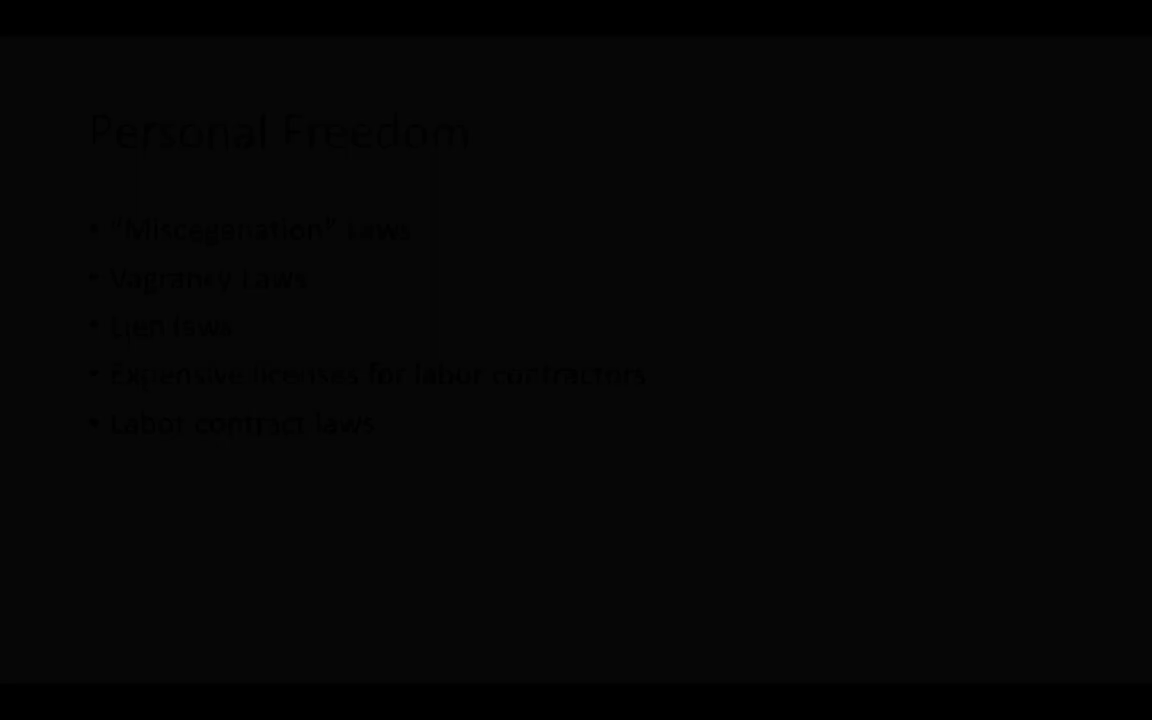 Personal Freedom
• "Miscegenation" Laws
• Vagrancy Laws
• Lien laws
• Expensive licenses for labor contractors
• Labor contract laws